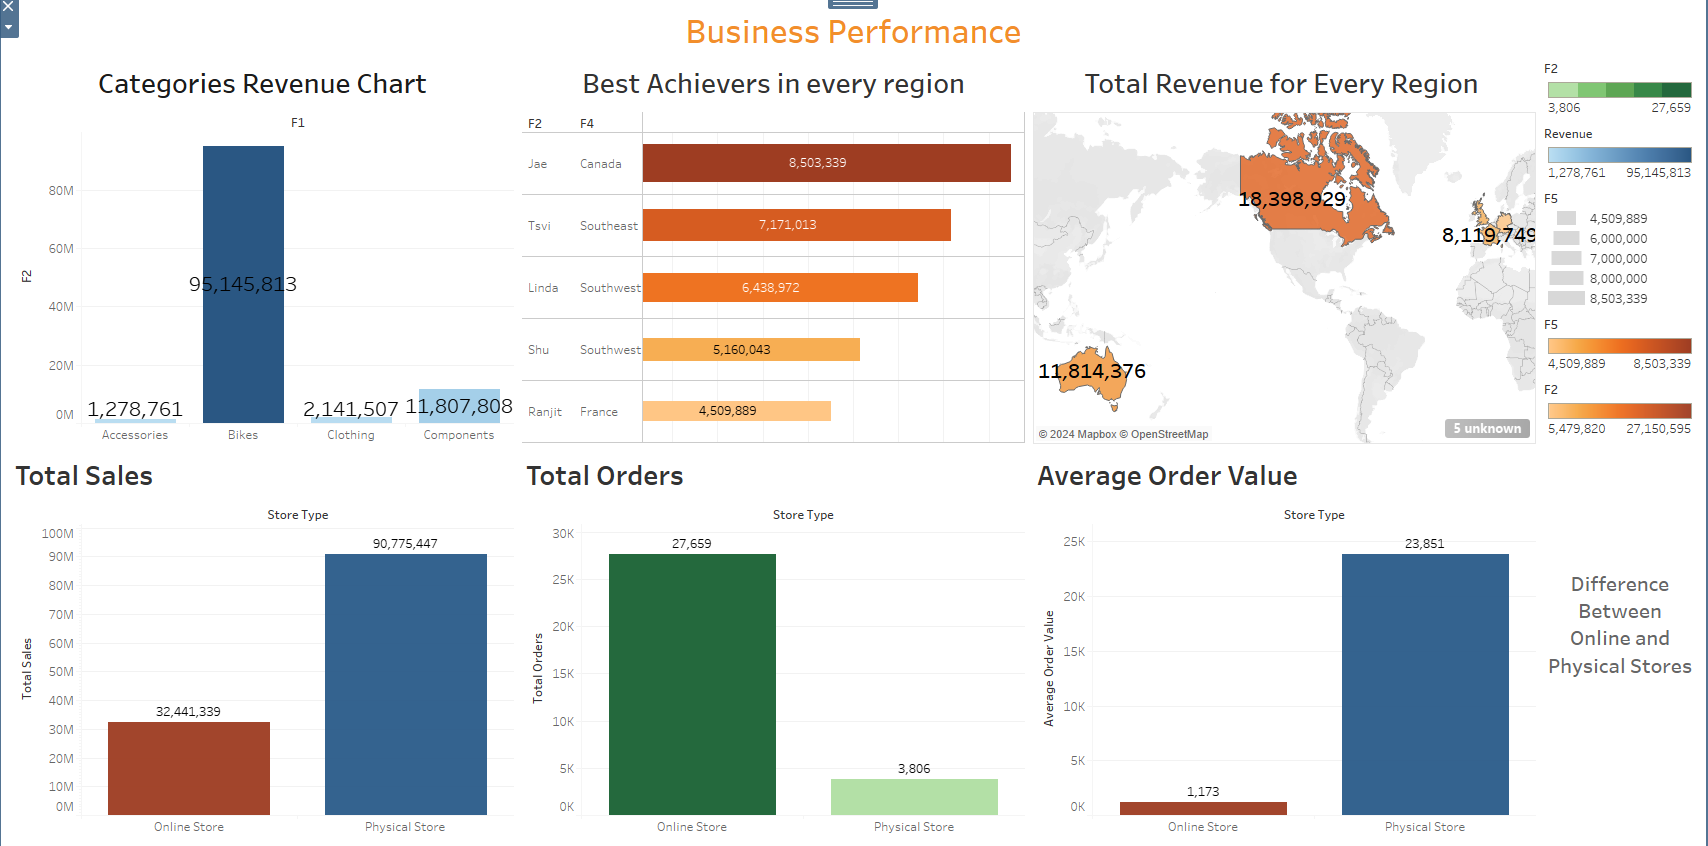 Business Performance
Categories Revenue Chart
F1
F2
80M
60M
40M
20M
0M
95,145,813
1,278,761
2,141,507
11,807,808
Accessories
Bikes
Clothing
Components
Best Achievers in every region
F2 F4
Jae Canada 8,503,339
Tsvi Southeast 7,171,013
Linda Southwest 6,438,972
Shu Southwest 5,160,043
Ranjit France 4,509,889
Total Revenue for Every Region
18,398,929
8,119,749
11,814,376
© 2024 Mapbox © OpenStreetMap
5 unknown
F2
3,806 27,659
Revenue
1,278,761 95,145,813
F5
4,509,889
6,000,000
7,000,000
8,000,000
8,503,339
F5
4,509,889 8,503,339
F2
5,479,820 27,150,595
Total Sales
Store Type
Total Sales
100M
90M
80M
70M
60M
50M
40M
30M
20M
10M
0M
32,441,339
90,775,447
Online Store
Physical Store
Total Orders
Store Type
Total Orders
30K
25K
20K
15K
10K
5K
0K
27,659
3,806
Online Store
Physical Store
Average Order Value
Store Type
Average Order Value
25K
20K
15K
10K
5K
0K
1,173
23,851
Online Store
Physical Store
Difference
Between
Online and
Physical Stores